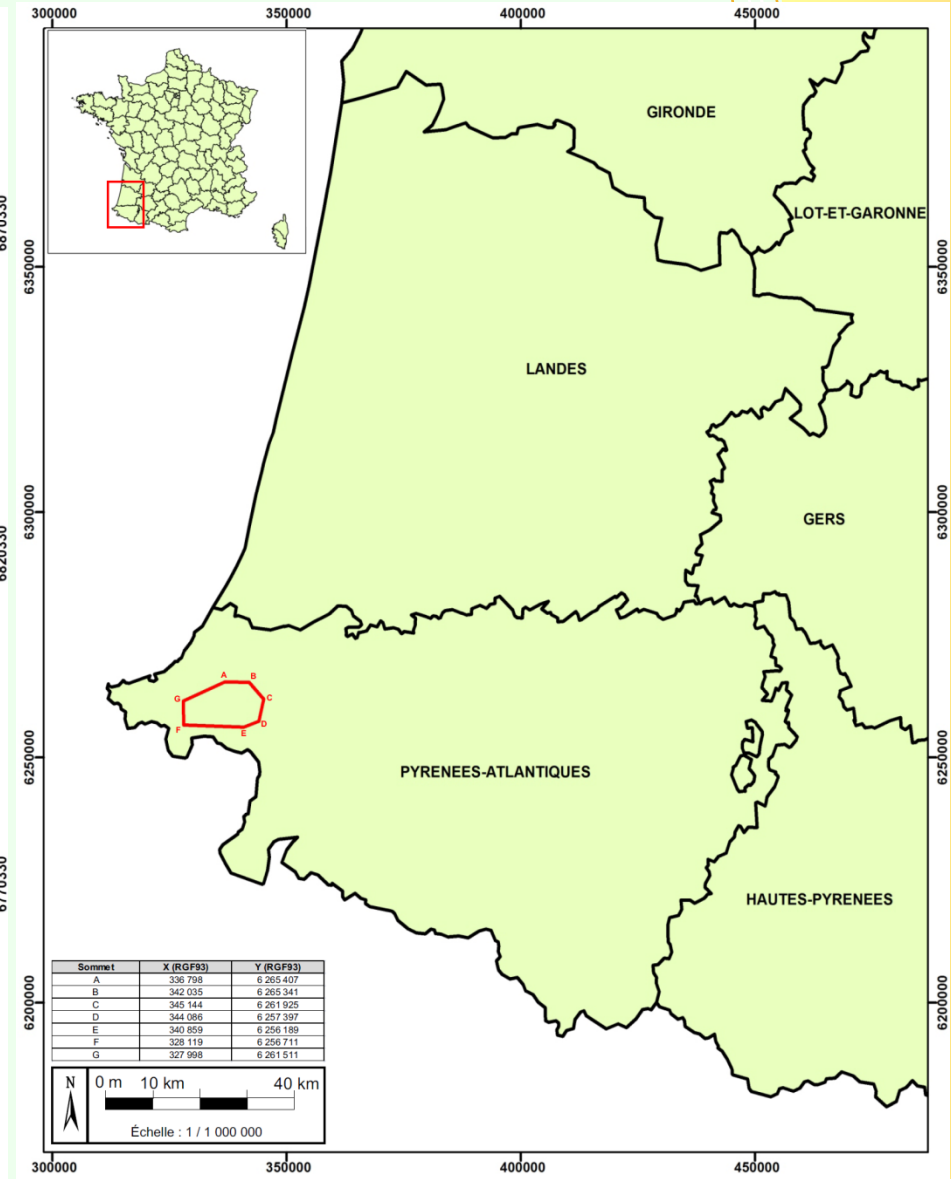 300000 350000 400000 450000
GIRONDE
LOT-ET-GARONNE
6870330
6350000 6350000
LANDES
6300000 6300000
GERS
6820330
A B
C
G
D
F E
6250000 6250000
PYRENEES-ATLANTIQUES
6770330
HAUTES-PYRENEES
Sommet X (RGF93) Y (RGF93)
A 336 798 6 265 407
B 342 035 6 265 341
C 345 144 6 261 925
D 344 086 6 257 397
E 340 859 6 256 189
F 328 119 6 256 711
G 327 998 6 261 511
6200000 6200000
N 0 m 10 km 40 km
Échelle : 1 / 1 000 000
300000 350000 400000 450000